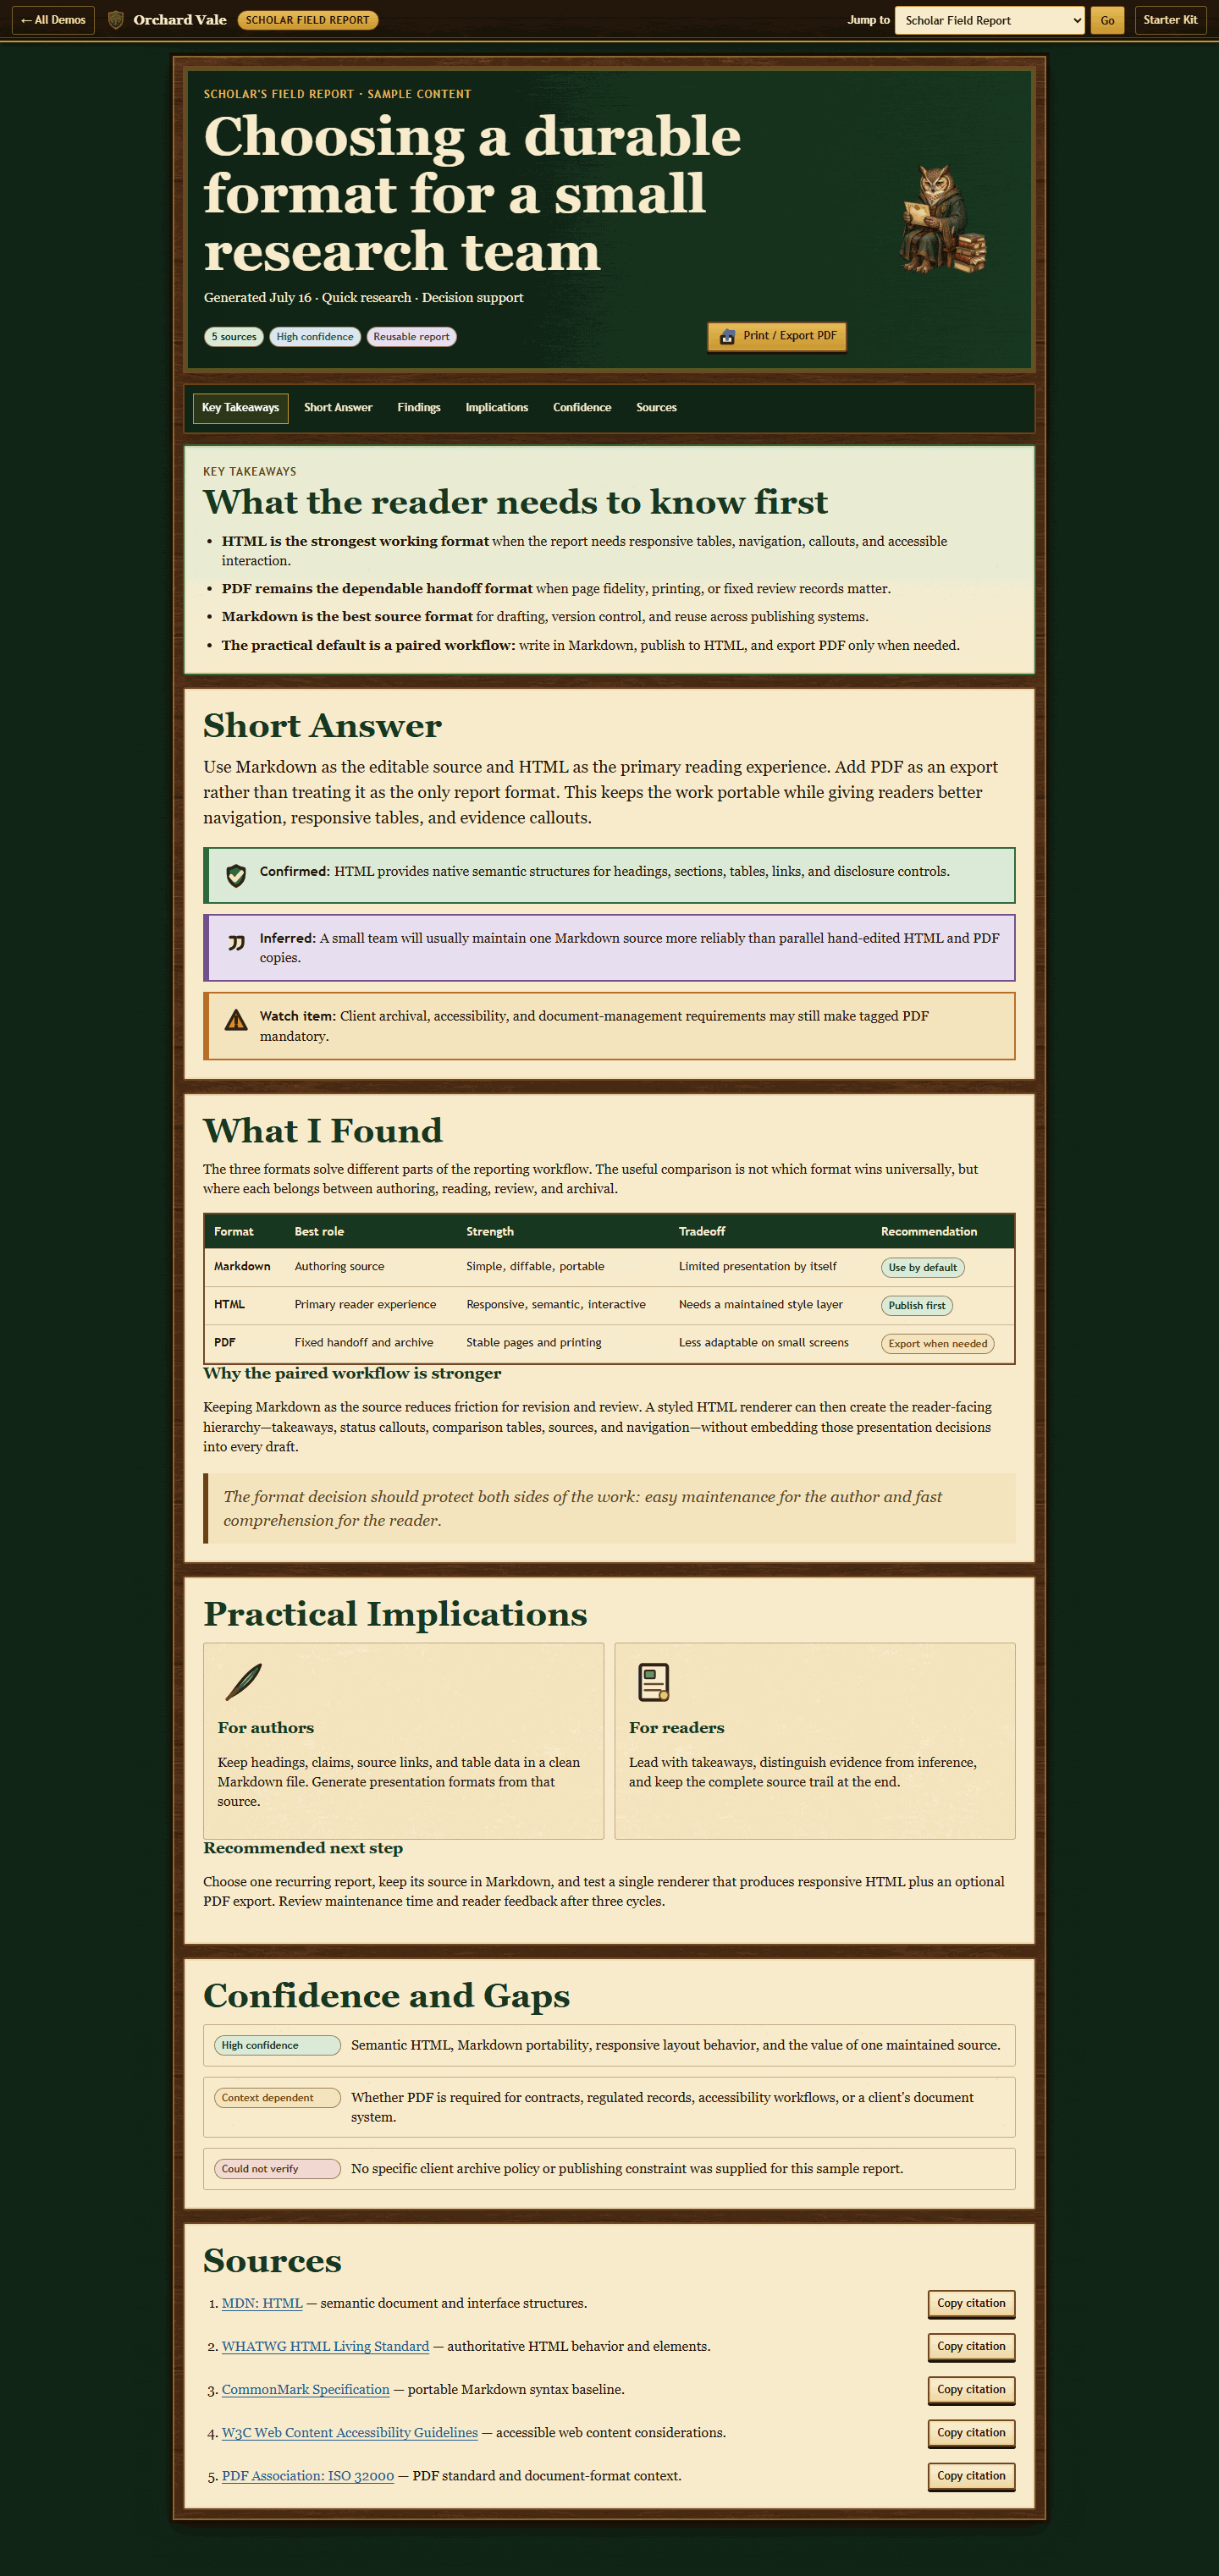 ← All Demos
Orchard Vale
SCHOLAR FIELD REPORT
Jump to
Scholar Field Report
Go
Starter Kit
SCHOLAR'S FIELD REPORT · SAMPLE CONTENT
Choosing a durable
format for a small
research team
Generated July 16 · Quick research · Decision support
5 sources
High confidence
Reusable report
Print / Export PDF
Key Takeaways
Short Answer
Findings
Implications
Confidence
Sources
KEY TAKEAWAYS
What the reader needs to know first
• HTML is the strongest working format when the report needs responsive tables, navigation, callouts, and accessible
interaction.
• PDF remains the dependable handoff format when page fidelity, printing, or fixed review records matter.
• Markdown is the best source format for drafting, version control, and reuse across publishing systems.
• The practical default is a paired workflow: write in Markdown, publish to HTML, and export PDF only when needed.
Short Answer
Use Markdown as the editable source and HTML as the primary reading experience. Add PDF as an export
rather than treating it as the only report format. This keeps the work portable while giving readers better
navigation, responsive tables, and evidence callouts.
Confirmed: HTML provides native semantic structures for headings, sections, tables, links, and disclosure controls.
Inferred: A small team will usually maintain one Markdown source more reliably than parallel hand-edited HTML and PDF
copies.
Watch item: Client archival, accessibility, and document-management requirements may still make tagged PDF
mandatory.
What I Found
The three formats solve different parts of the reporting workflow. The useful comparison is not which format wins universally, but
where each belongs between authoring, reading, review, and archival.
Format Best role Strength Tradeoff Recommendation
Markdown Authoring source Simple, diffable, portable Limited presentation by itself Use by default
HTML Primary reader experience Responsive, semantic, interactive Needs a maintained style layer Publish first
PDF Fixed handoff and archive Stable pages and printing Less adaptable on small screens Export when needed
Why the paired workflow is stronger
Keeping Markdown as the source reduces friction for revision and review. A styled HTML renderer can then create the reader-facing
hierarchy—takeaways, status callouts, comparison tables, sources, and navigation—without embedding those presentation decisions
into every draft.
The format decision should protect both sides of the work: easy maintenance for the author and fast
comprehension for the reader.
Practical Implications
For authors
Keep headings, claims, source links, and table data in a clean
Markdown file. Generate presentation formats from that
source.
For readers
Lead with takeaways, distinguish evidence from inference,
and keep the complete source trail at the end.
Recommended next step
Choose one recurring report, keep its source in Markdown, and test a single renderer that produces responsive HTML plus an optional
PDF export. Review maintenance time and reader feedback after three cycles.
Confidence and Gaps
High confidence Semantic HTML, Markdown portability, responsive layout behavior, and the value of one maintained source.
Context dependent Whether PDF is required for contracts, regulated records, accessibility workflows, or a client's document
system.
Could not verify No specific client archive policy or publishing constraint was supplied for this sample report.
Sources
1. MDN: HTML — semantic document and interface structures. Copy citation
2. WHATWG HTML Living Standard — authoritative HTML behavior and elements. Copy citation
3. CommonMark Specification — portable Markdown syntax baseline. Copy citation
4. W3C Web Content Accessibility Guidelines — accessible web content considerations. Copy citation
5. PDF Association: ISO 32000 — PDF standard and document-format context. Copy citation